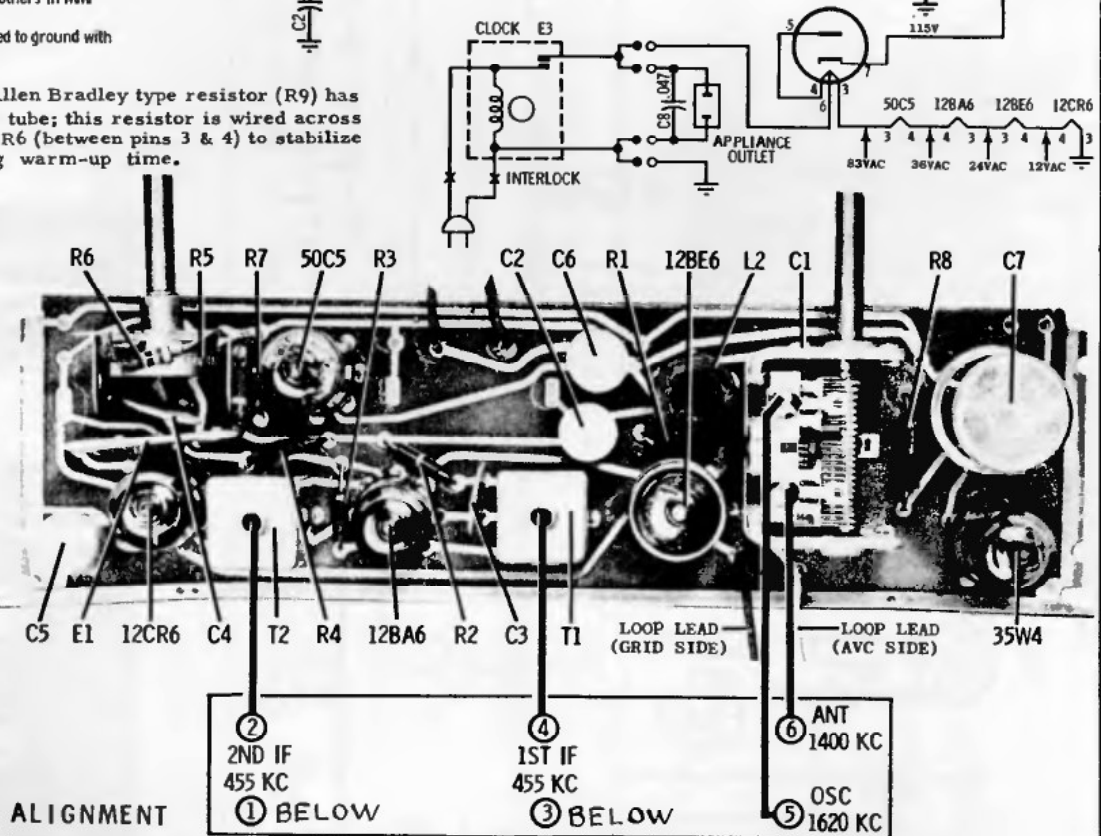 ed to ground with
C2
CLOCK E3
INTERLOCK
C8 .047
APPLIANCE
OUTLET
5
4
6
3
7
115V
50C5 12BA6 12BE6 12CR6
3 4 3 4 3 4 4 3
83VAC 36VAC 24VAC 12VAC
llen Bradley type resistor (R9) has
tube; this resistor is wired across
R6 (between pins 3 & 4) to stabilize
g warm-up time.
R6 R5 R7 50C5 R3 C2 C6 R1 12BE6 L2 C1 R8 C7
C5 E1 12CR6 C4 T2 R4 12BA6 R2 C3 T1
LOOP LEAD
(GRID SIDE)
LOOP LEAD
(AVC SIDE)
35W4
2
2ND IF
455 KC
1 BELOW
4
1ST IF
455 KC
3 BELOW
6 ANT
1400 KC
5 OSC
1620 KC
ALIGNMENT